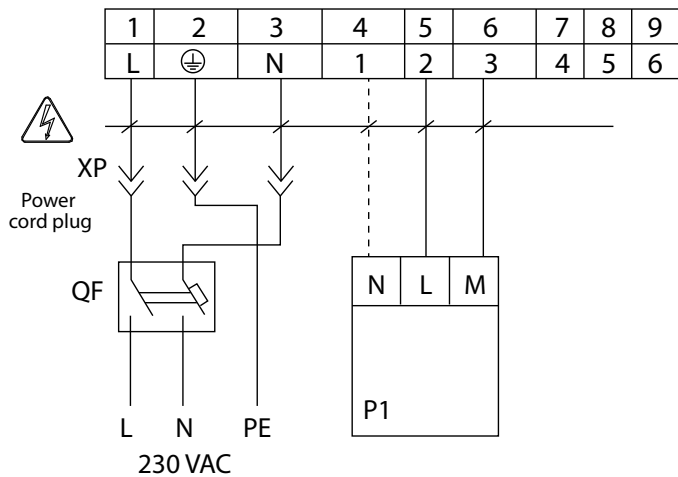 1 2 3 4 5 6 7 8 9
L N 1 2 3 4 5 6
XP
Power
cord plug
QF
N L M
P1
L N PE
230 VAC